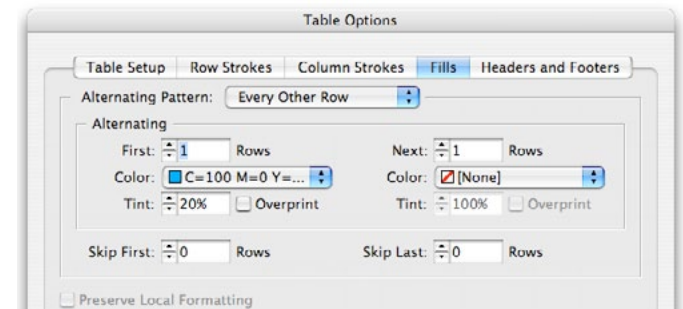 Table Options
Table Setup Row Strokes Column Strokes Fills Headers and Footers
Alternating Pattern: Every Other Row
Alternating
First: 1 Rows Next: 1 Rows
Color: C=100 M=0 Y=... Color: [None]
Tint: 20% Overprint Tint: 100% Overprint
Skip First: 0 Rows Skip Last: 0 Rows
Preserve Local Formatting